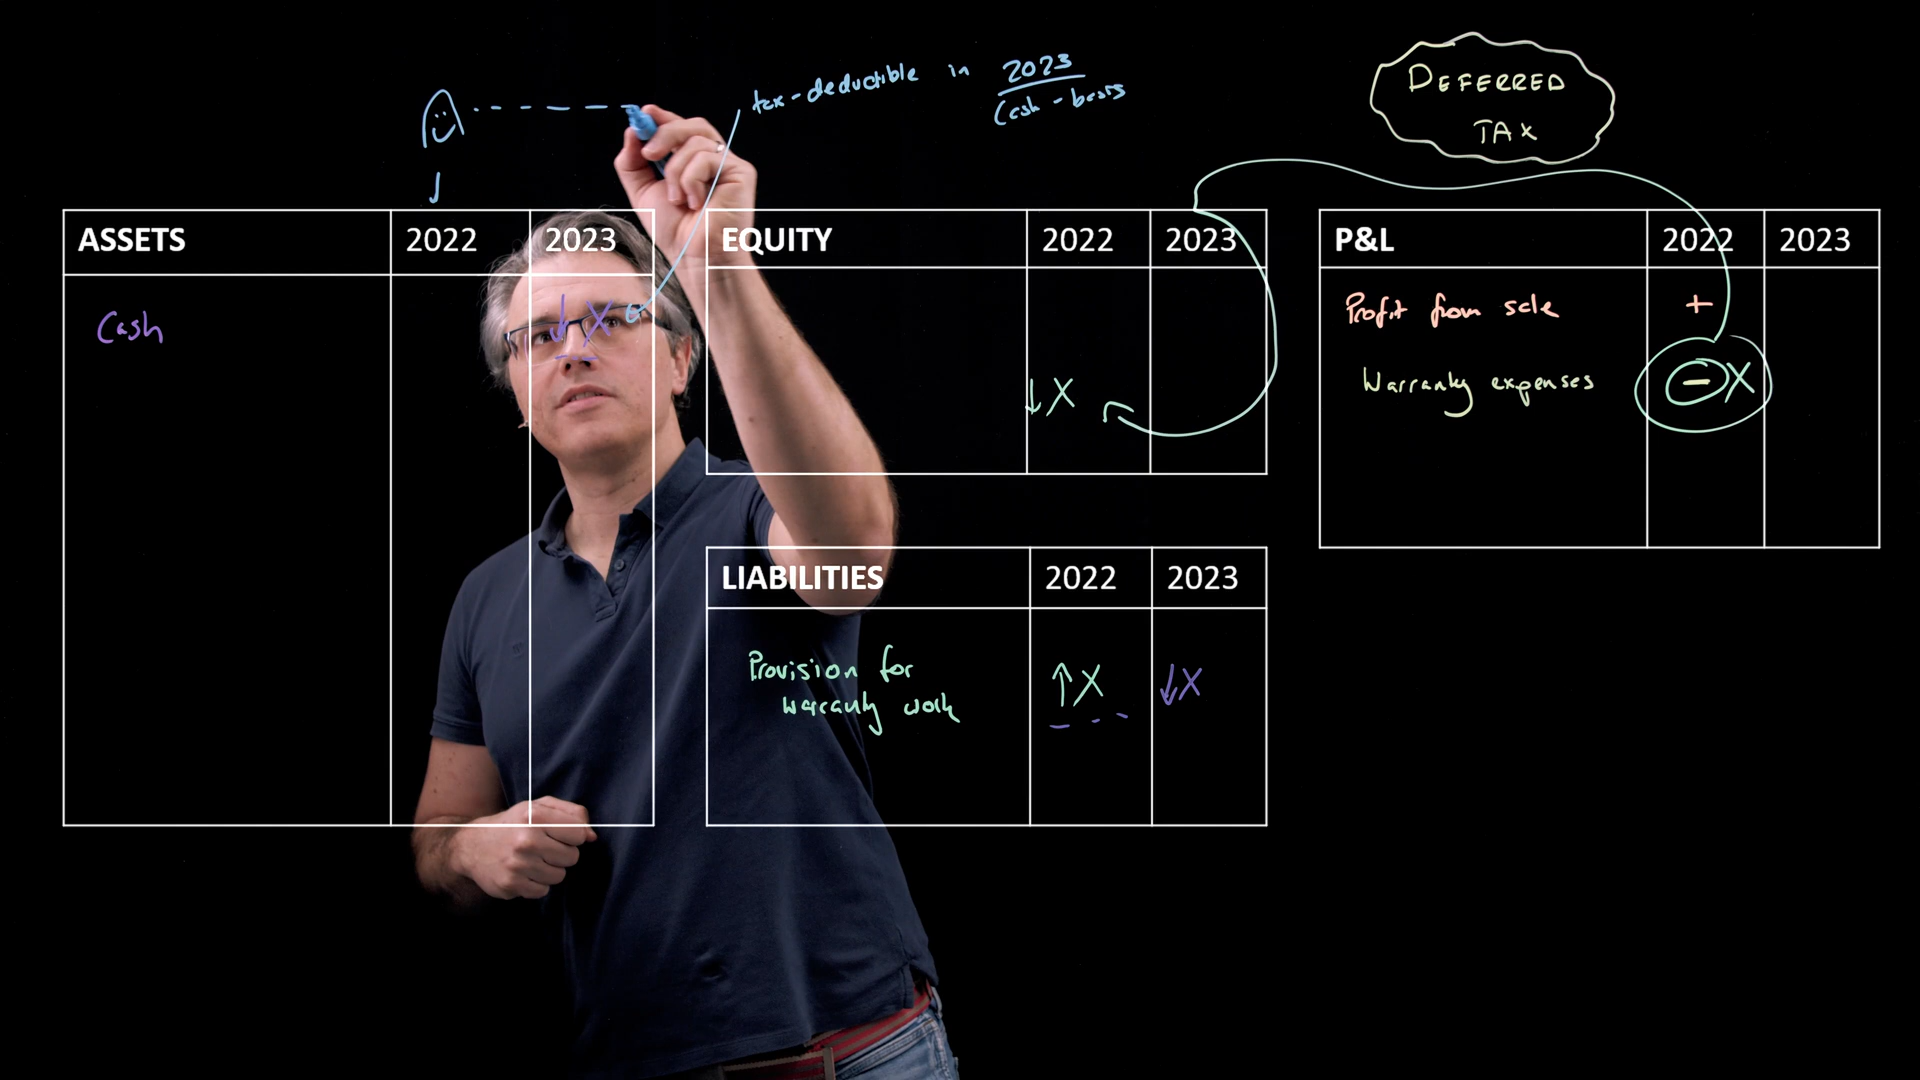 tax-deductible in 2023
Cash-basis
DEFERRED
TAX
ASSETS 2022 2023
Cash ↓X
EQUITY 2022 2023
↓X
LIABILITIES 2022 2023
Provision for
warranty work ↑X ↓X
P&L 2022 2023
Profit from sale +
Warranty expenses -X